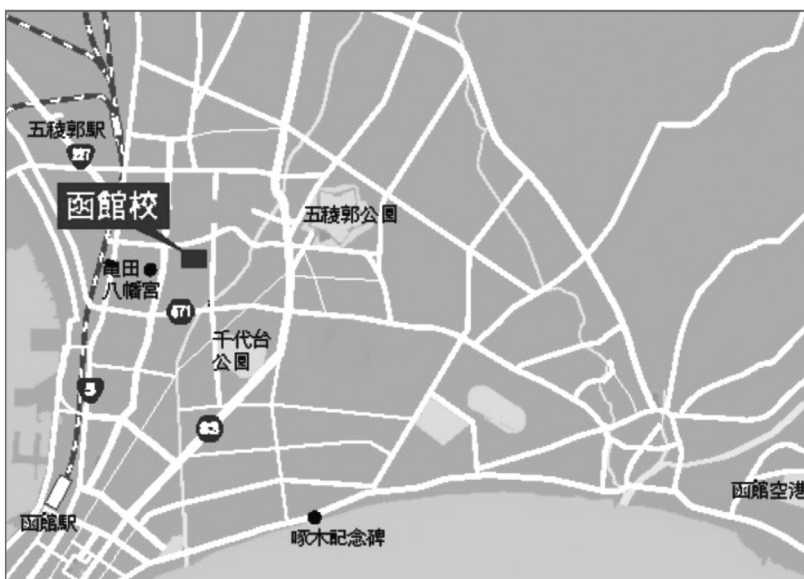 五稜郭駅
227
函館校
五稜郭公園
亀田
八幡宮
571
千代台
公園
5
83
函館空港
函館駅
啄木記念碑